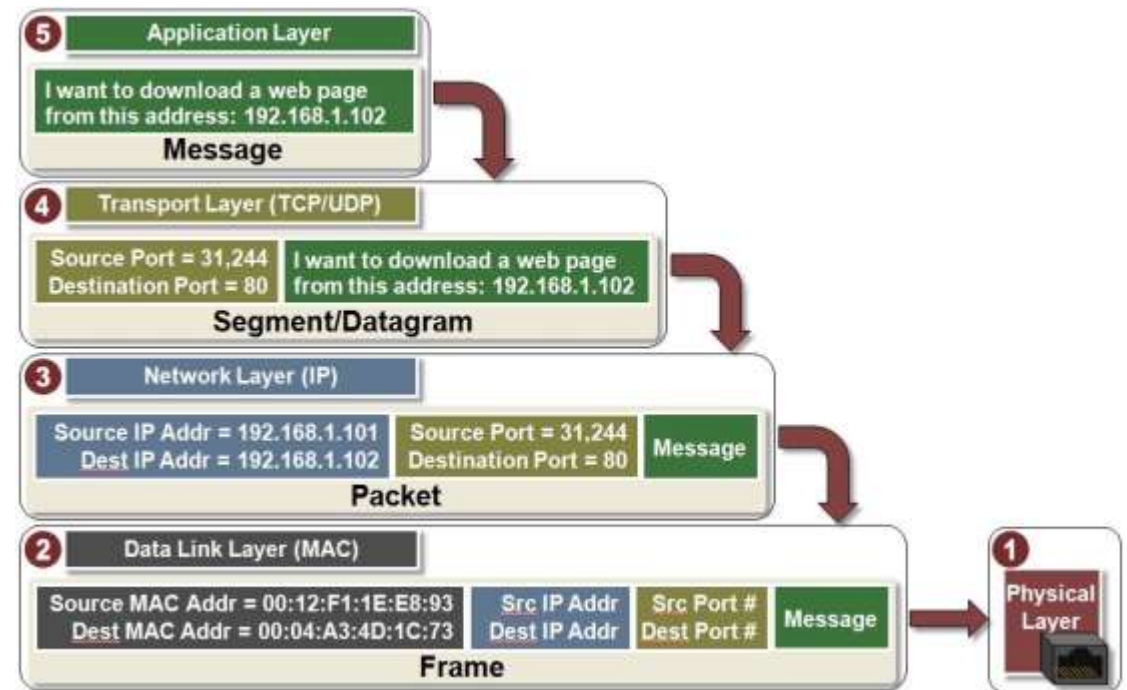 5
Application Layer
I want to download a web page
from this address: 192.168.1.102
Message
4
Transport Layer (TCP/UDP)
Source Port = 31,244
Destination Port = 80
I want to download a web page
from this address: 192.168.1.102
Segment/Datagram
3
Network Layer (IP)
Source IP Addr = 192.168.1.101
Dest IP Addr = 192.168.1.102
Source Port = 31,244
Destination Port = 80
Message
Packet
2
Data Link Layer (MAC)
Source MAC Addr = 00:12:F1:1E:E8:93
Dest MAC Addr = 00:04:A3:4D:1C:73
Src IP Addr
Dest IP Addr
Src Port #
Dest Port #
Message
Frame
1
Physical
Layer